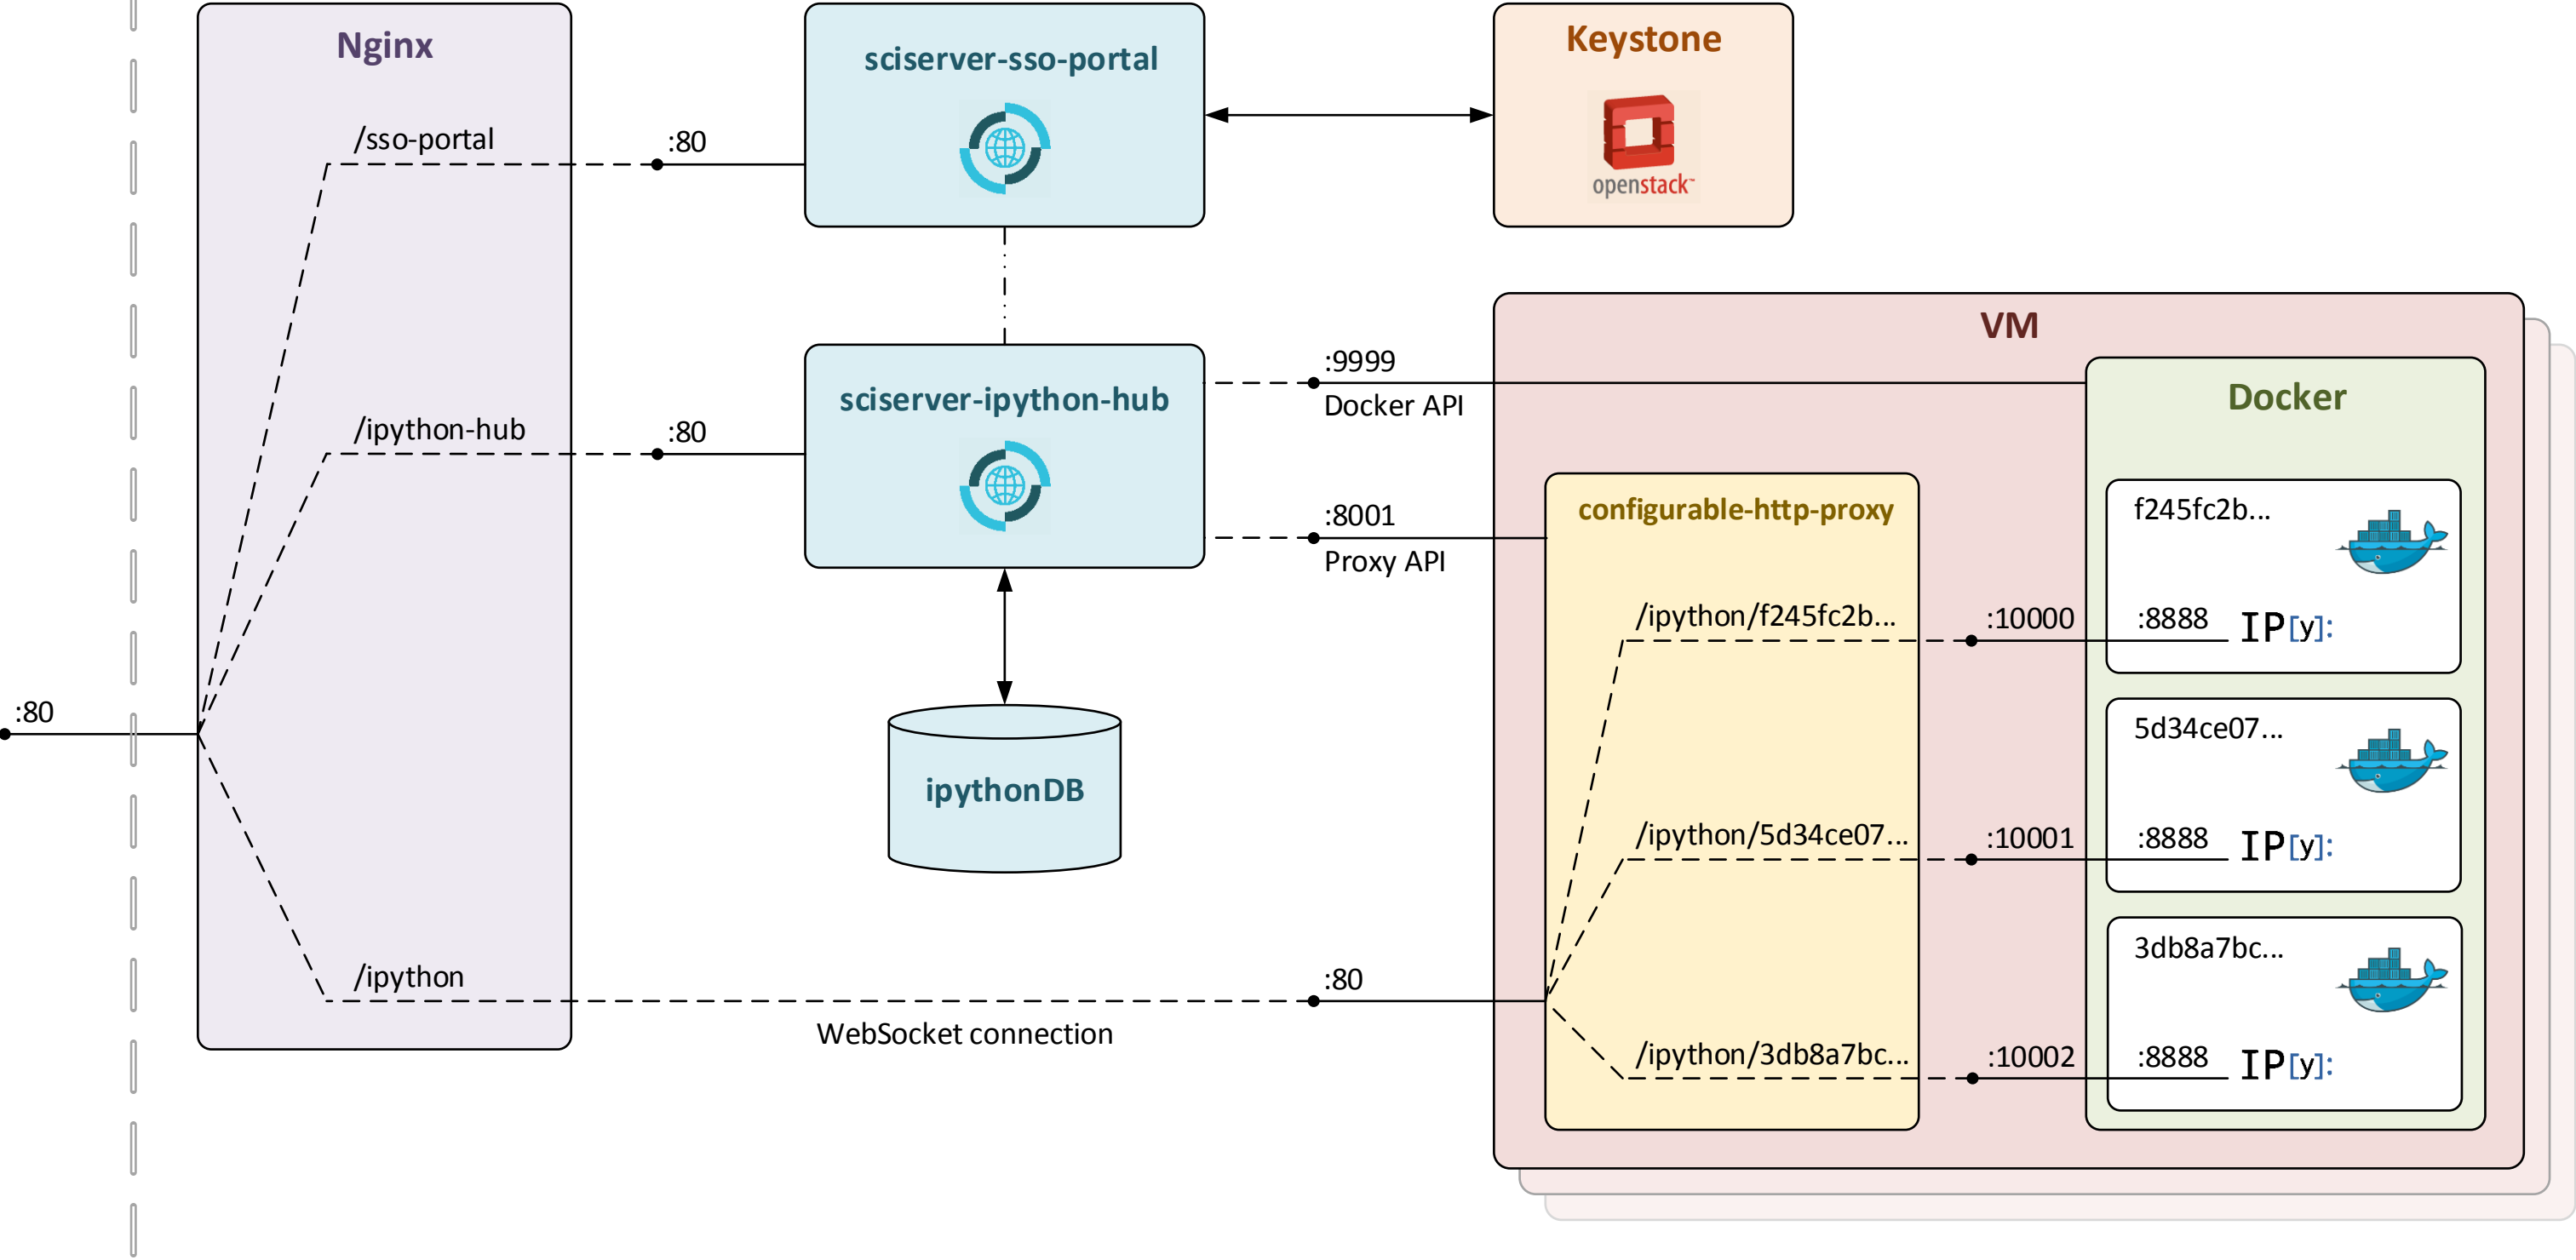 Nginx
/sso-portal
:80
sciserver-sso-portal
Keystone
openstack™
/ipython-hub
:80
sciserver-ipython-hub
:9999
Docker API
:8001
Proxy API
ipythonDB
:80
/ipython
WebSocket connection
:80
VM
configurable-http-proxy
/ipython/f245fc2b...
:10000
/ipython/5d34ce07...
:10001
/ipython/3db8a7bc...
:10002
Docker
f245fc2b...
:8888 IP[y]:
5d34ce07...
:8888 IP[y]:
3db8a7bc...
:8888 IP[y]: